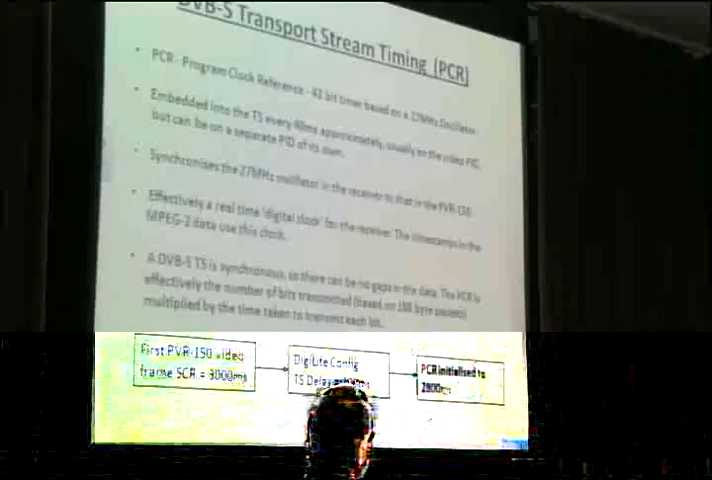 DVB-S Transport Stream Timing (PCR)
• PCR - Program Clock Reference - 42 bit timer based on a 27MHz Oscillator
• Embedded into the TS every 40ms approximately, usually on the video PID,
but can be on a separate PID of its own.
• Synchronises the 27MHz oscillator in the receiver to that in the PVR-150.
• Effectively a real time 'digital clock' for the receiver. The timestamps in the
MPEG-2 data use this clock.
• A DVB-S TS is synchronous, so there can be no gaps in the data. The PCR is
effectively the number of bits transmitted (based on 188 byte packets)
multiplied by the time taken to transmit each bit.
First PVR-150 video
frame SCR = 3000ms
DigiLite Config
TS Delay
PCR initialised to
2800ms